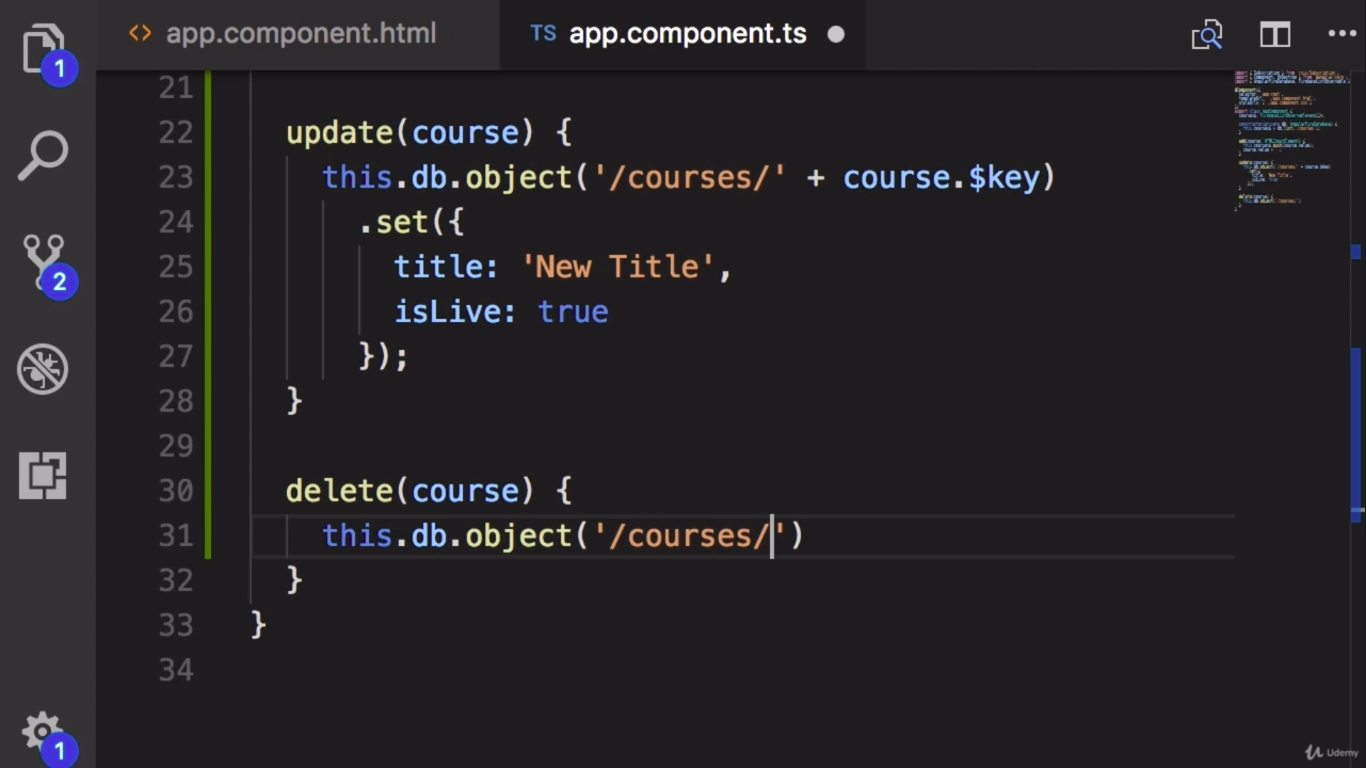 app.component.html
TS app.component.ts
1
2
1
21
22 update(course) {
23 this.db.object('/courses/' + course.$key)
24 .set({
25 title: 'New Title',
26 isLive: true
27 });
28 }
29
30 delete(course) {
31 this.db.object('/courses/')
32 }
33 }
34
Udemy